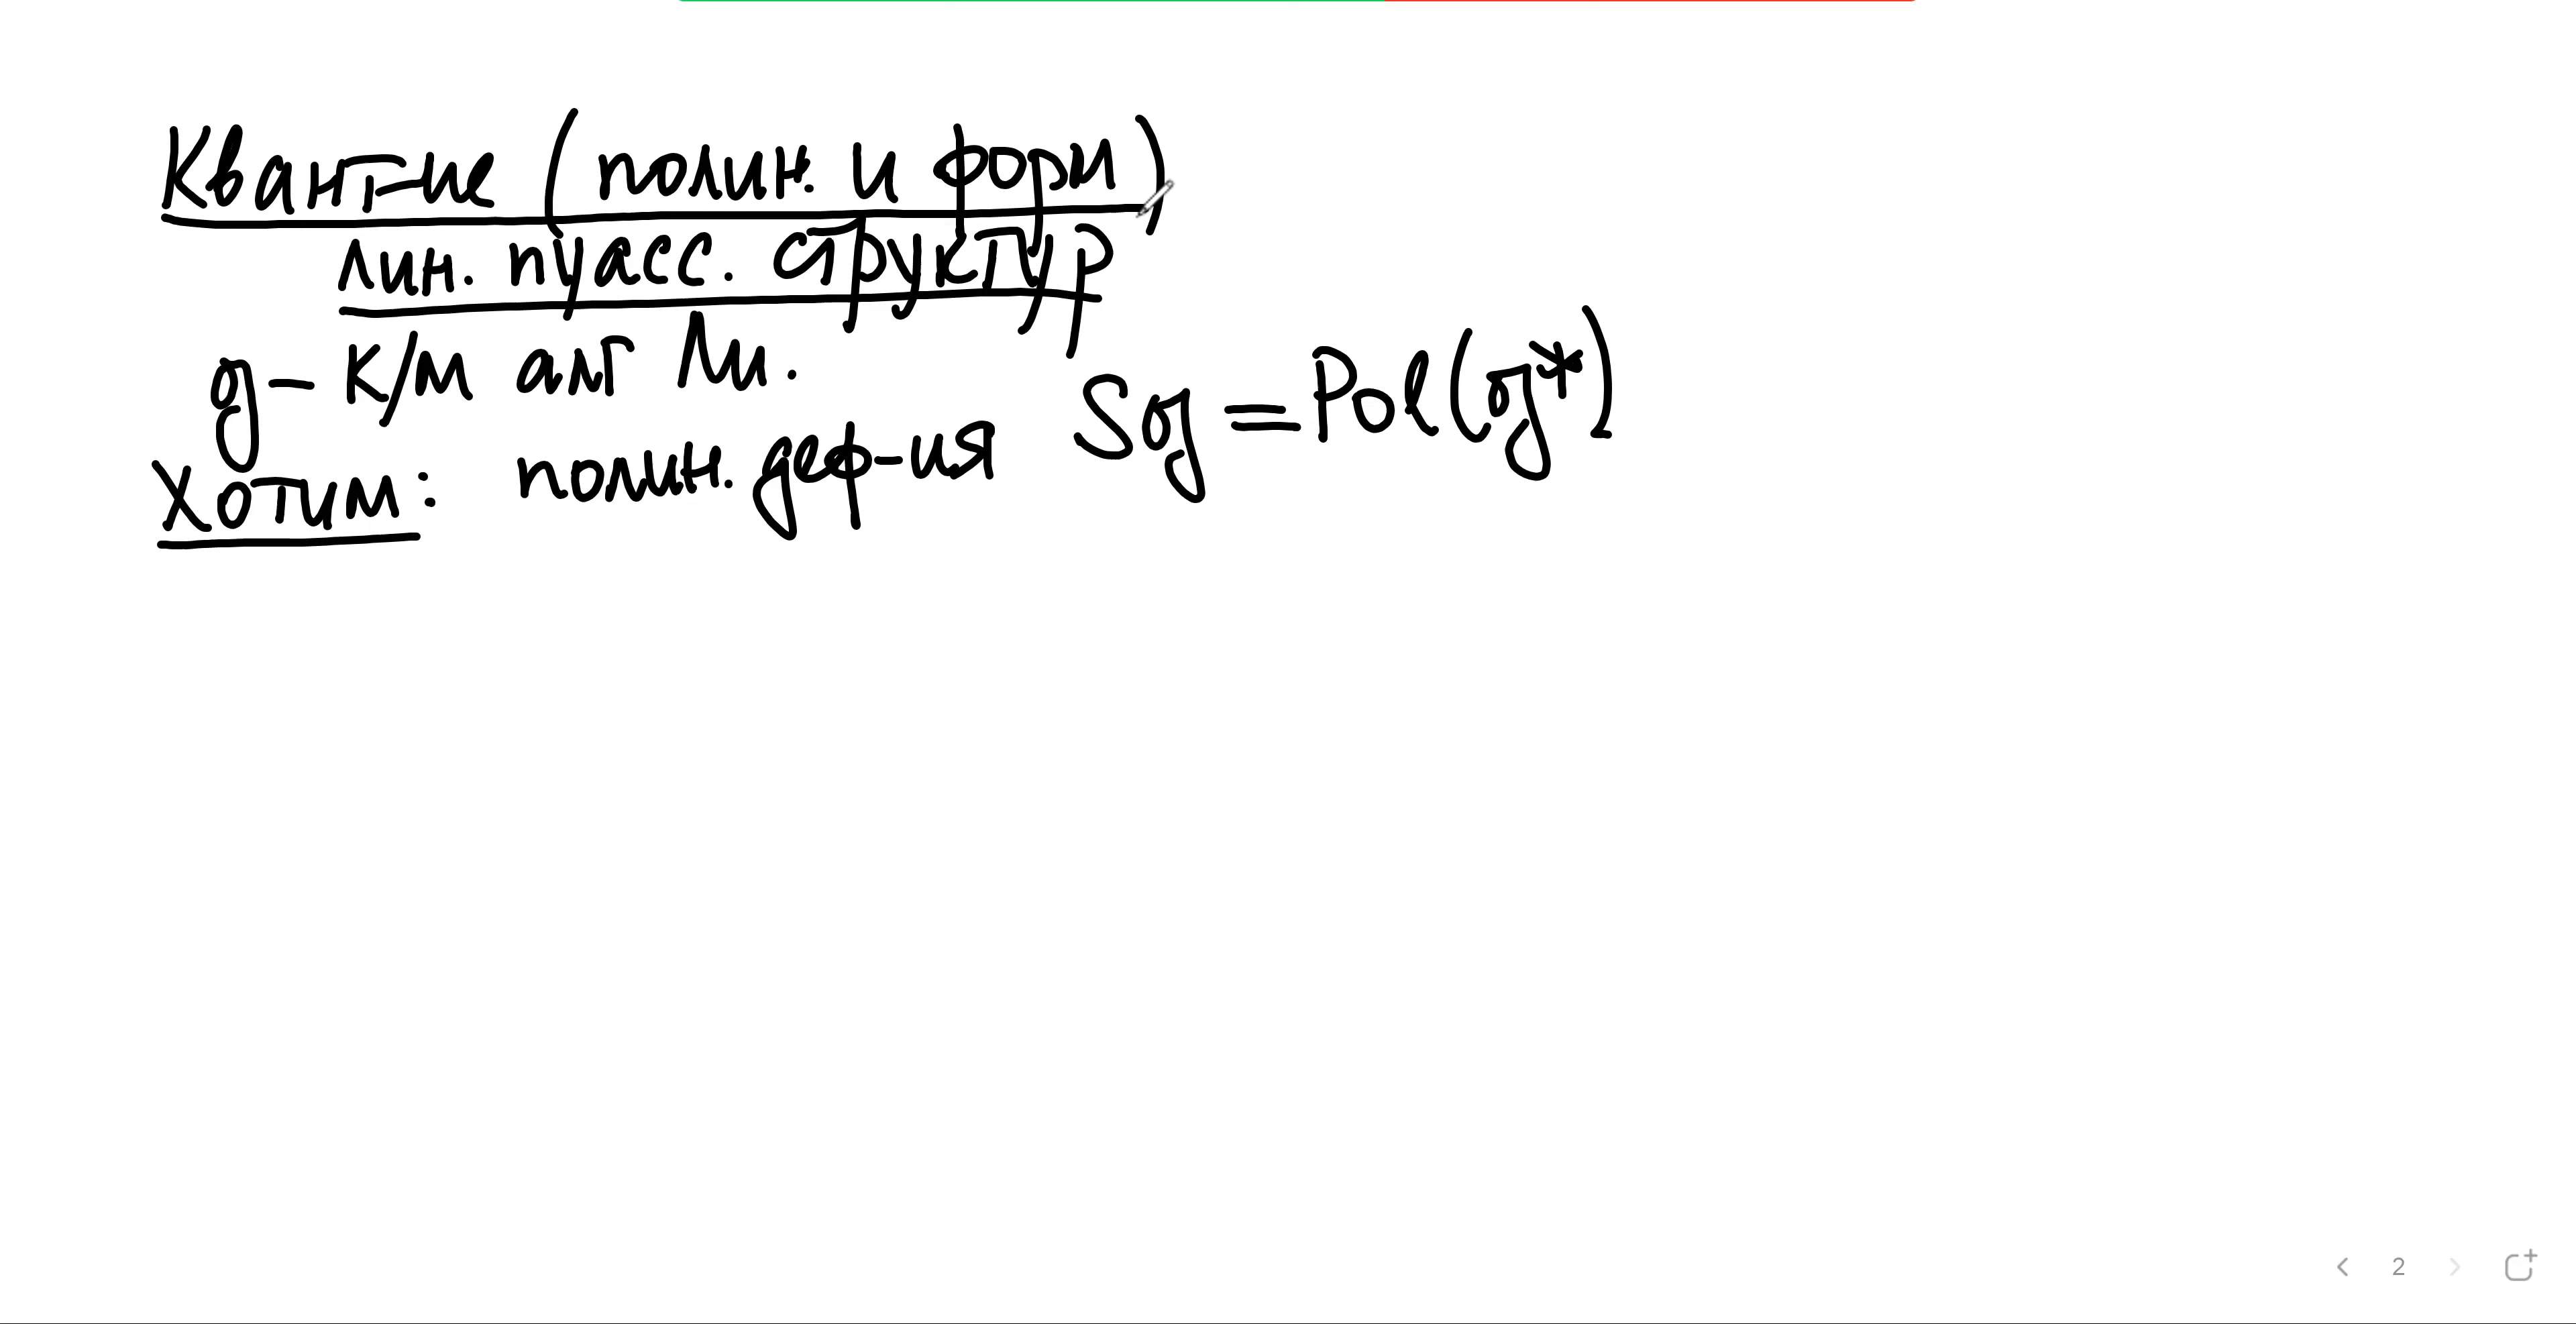 Квант-ие (полин. и форм)
лин. пуасс. структур
g – к/м алг Ли.
Хотим: полин. деф-ия Sg = Pol(g*)
2